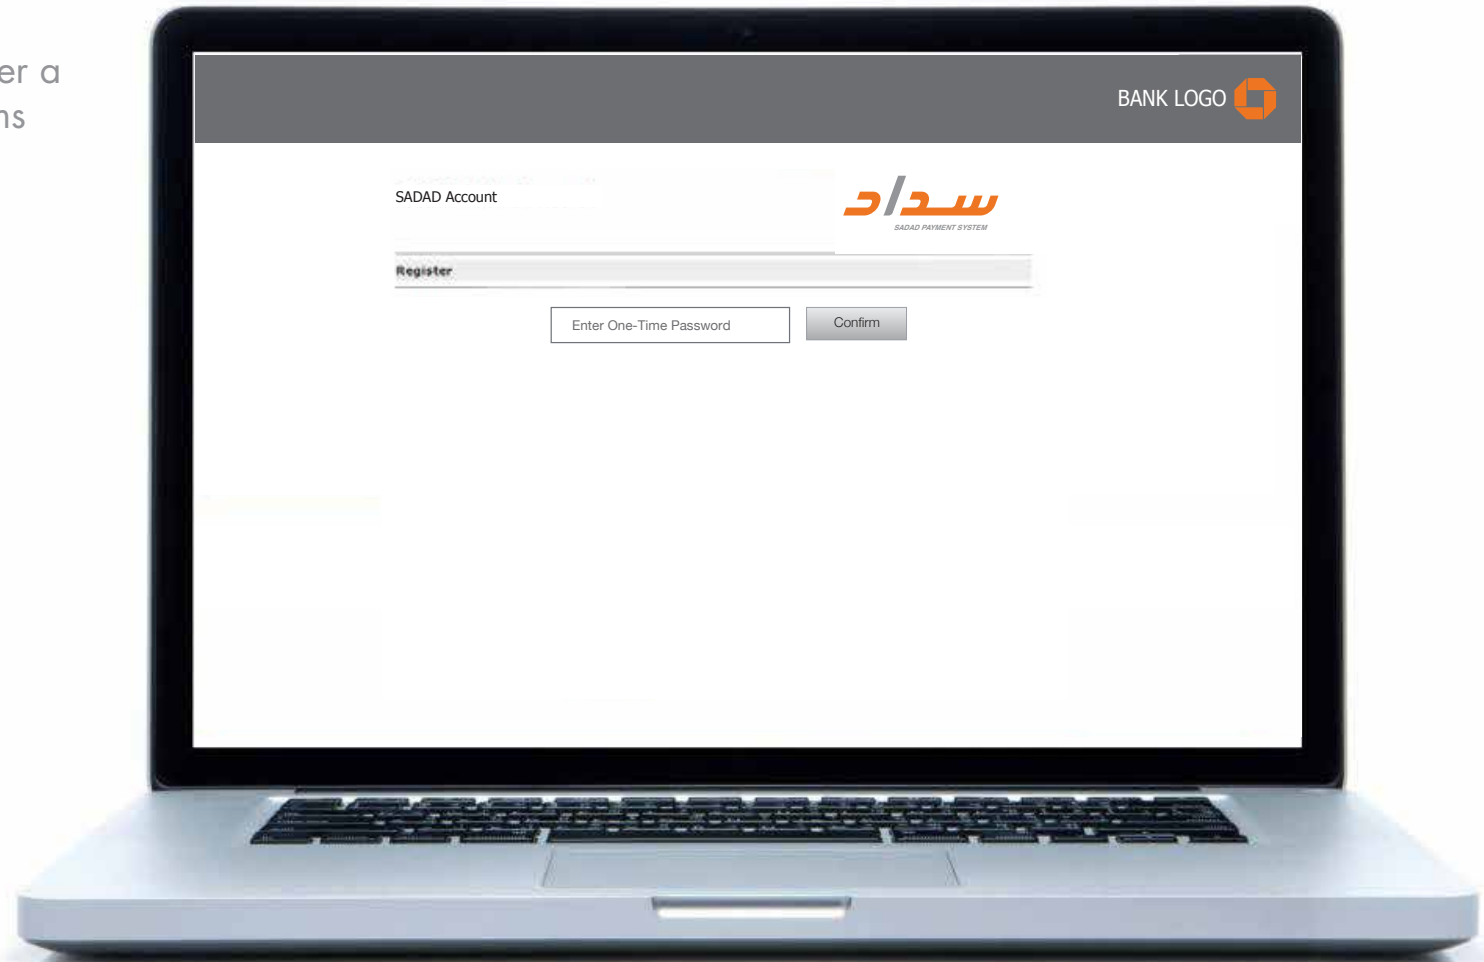 er a
ns
BANK LOGO
SADAD Account
سداد
SADAD PAYMENT SYSTEM
Register
Enter One-Time Password
Confirm